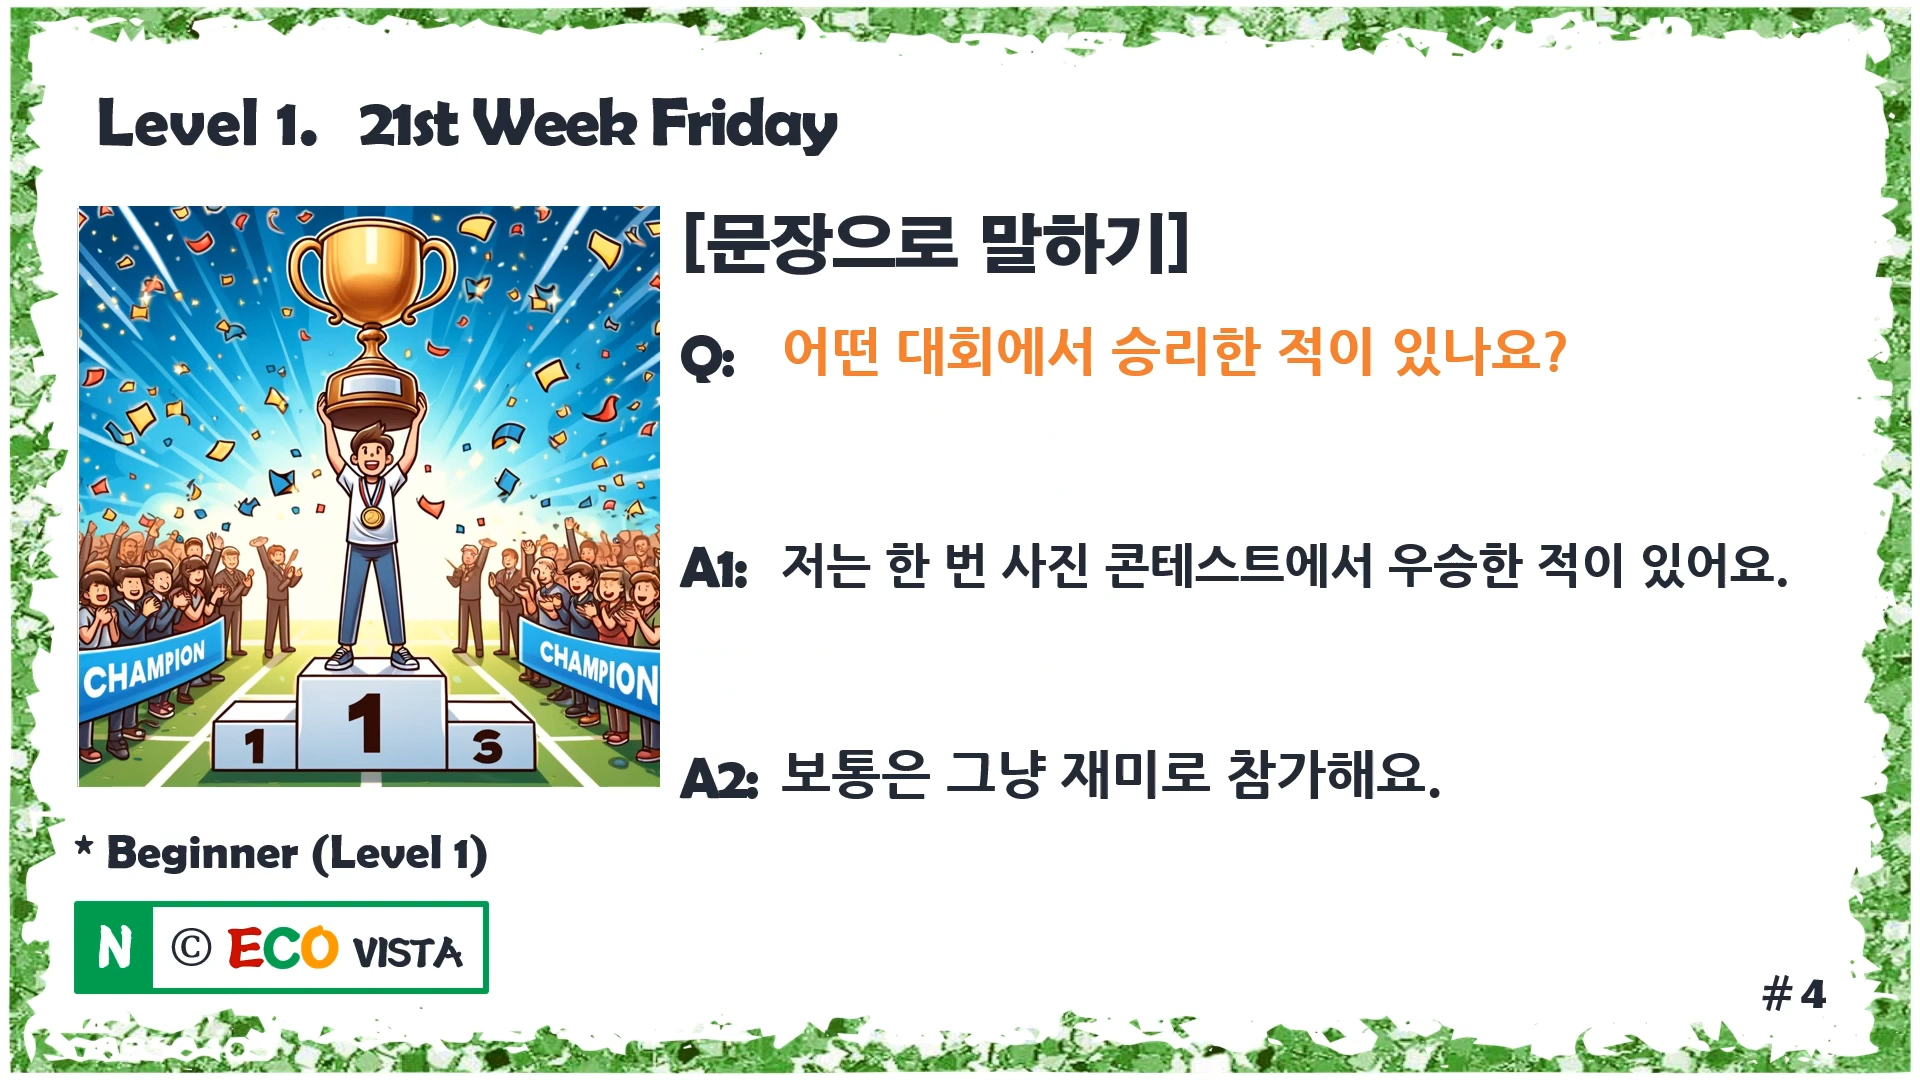 Level 1. 21st Week Friday
[문장으로 말하기]
Q: 어떤 대회에서 승리한 적이 있나요?
A1: 저는 한 번 사진 콘테스트에서 우승한 적이 있어요.
A2: 보통은 그냥 재미로 참가해요.
CHAMPION
CHAMPION
1
1
3
* Beginner (Level 1)
N © ECO VISTA
# 4